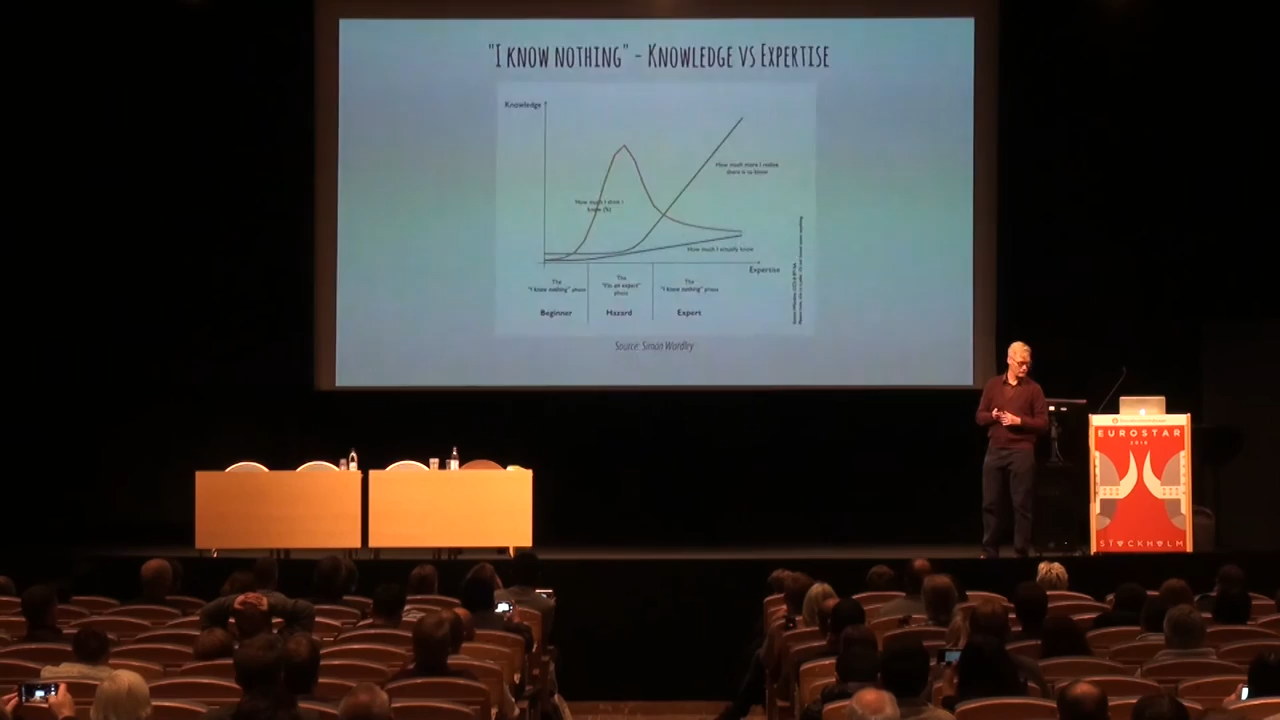 "I KNOW NOTHING" - KNOWLEDGE VS EXPERTISE
Knowledge
How much more I realise
there is to know
How much I think I
know (%)
How much I actually know
Expertise
The
"I know nothing" phase
The
"I'm an expert"
phase
The
"I know nothing" phase
Beginner
Hazard
Expert
Source: Simon Wardley
EUROSTAR
2016
STOCKHOLM